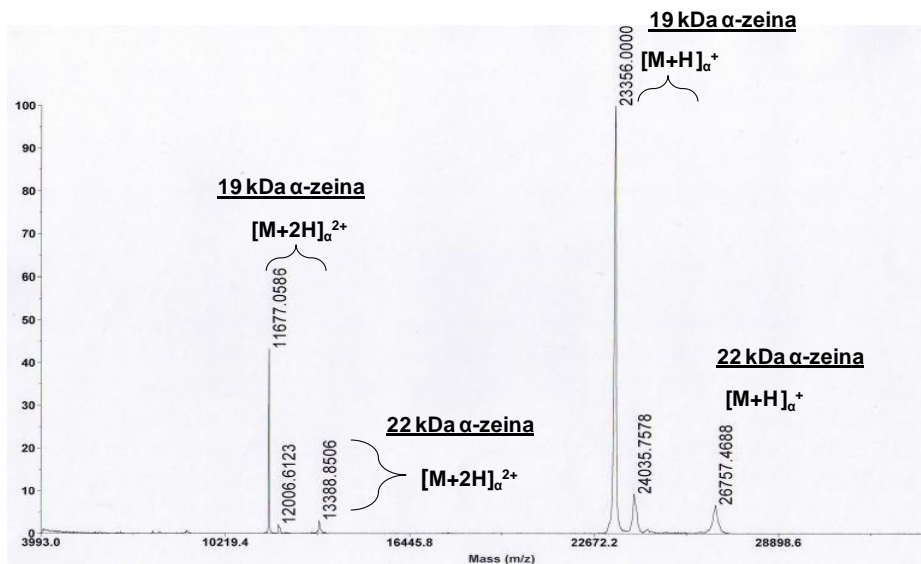 19 kDa α-zeina
[M+H]α⁺
23356.0000
100
90
80
70
60
50
40
30
20
10
0
19 kDa α-zeina
[M+2H]α²⁺
11677.0586
12006.6123
13388.8506
22 kDa α-zeina
[M+2H]α²⁺
24035.7578
22 kDa α-zeina
[M+H]α⁺
26757.4688
3993.0
10219.4
16445.8
22672.2
28898.6
Mass (m/z)